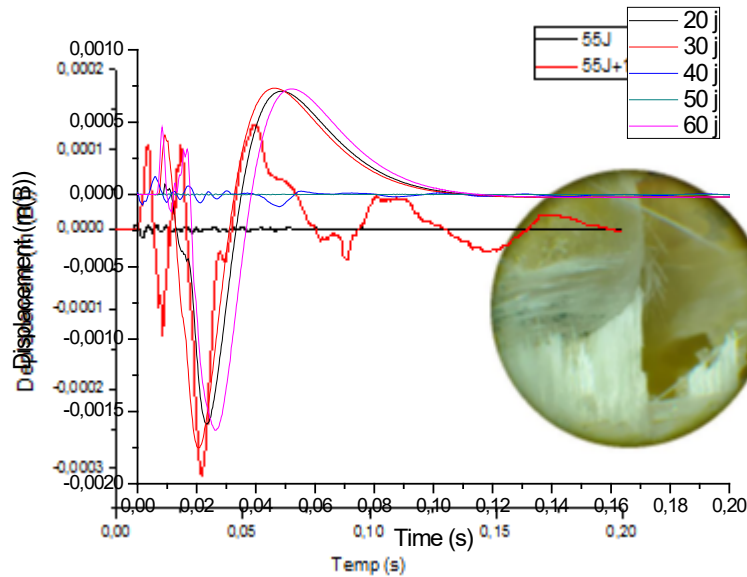 20 j
30 j
40 j
50 j
60 j
55J
55J+1
0,0010
0,0005
0,0000
-0,0005
-0,0010
-0,0015
-0,0020
0,0002
0,0001
0,0000
-0,0001
-0,0002
-0,0003
Displacement (m)
0,00 0,02 0,04 0,06 0,08 0,10 0,12 0,14 0,16 0,18 0,20
Time (s)
0,00 0,05 0,10 0,15 0,20
Temp (s)